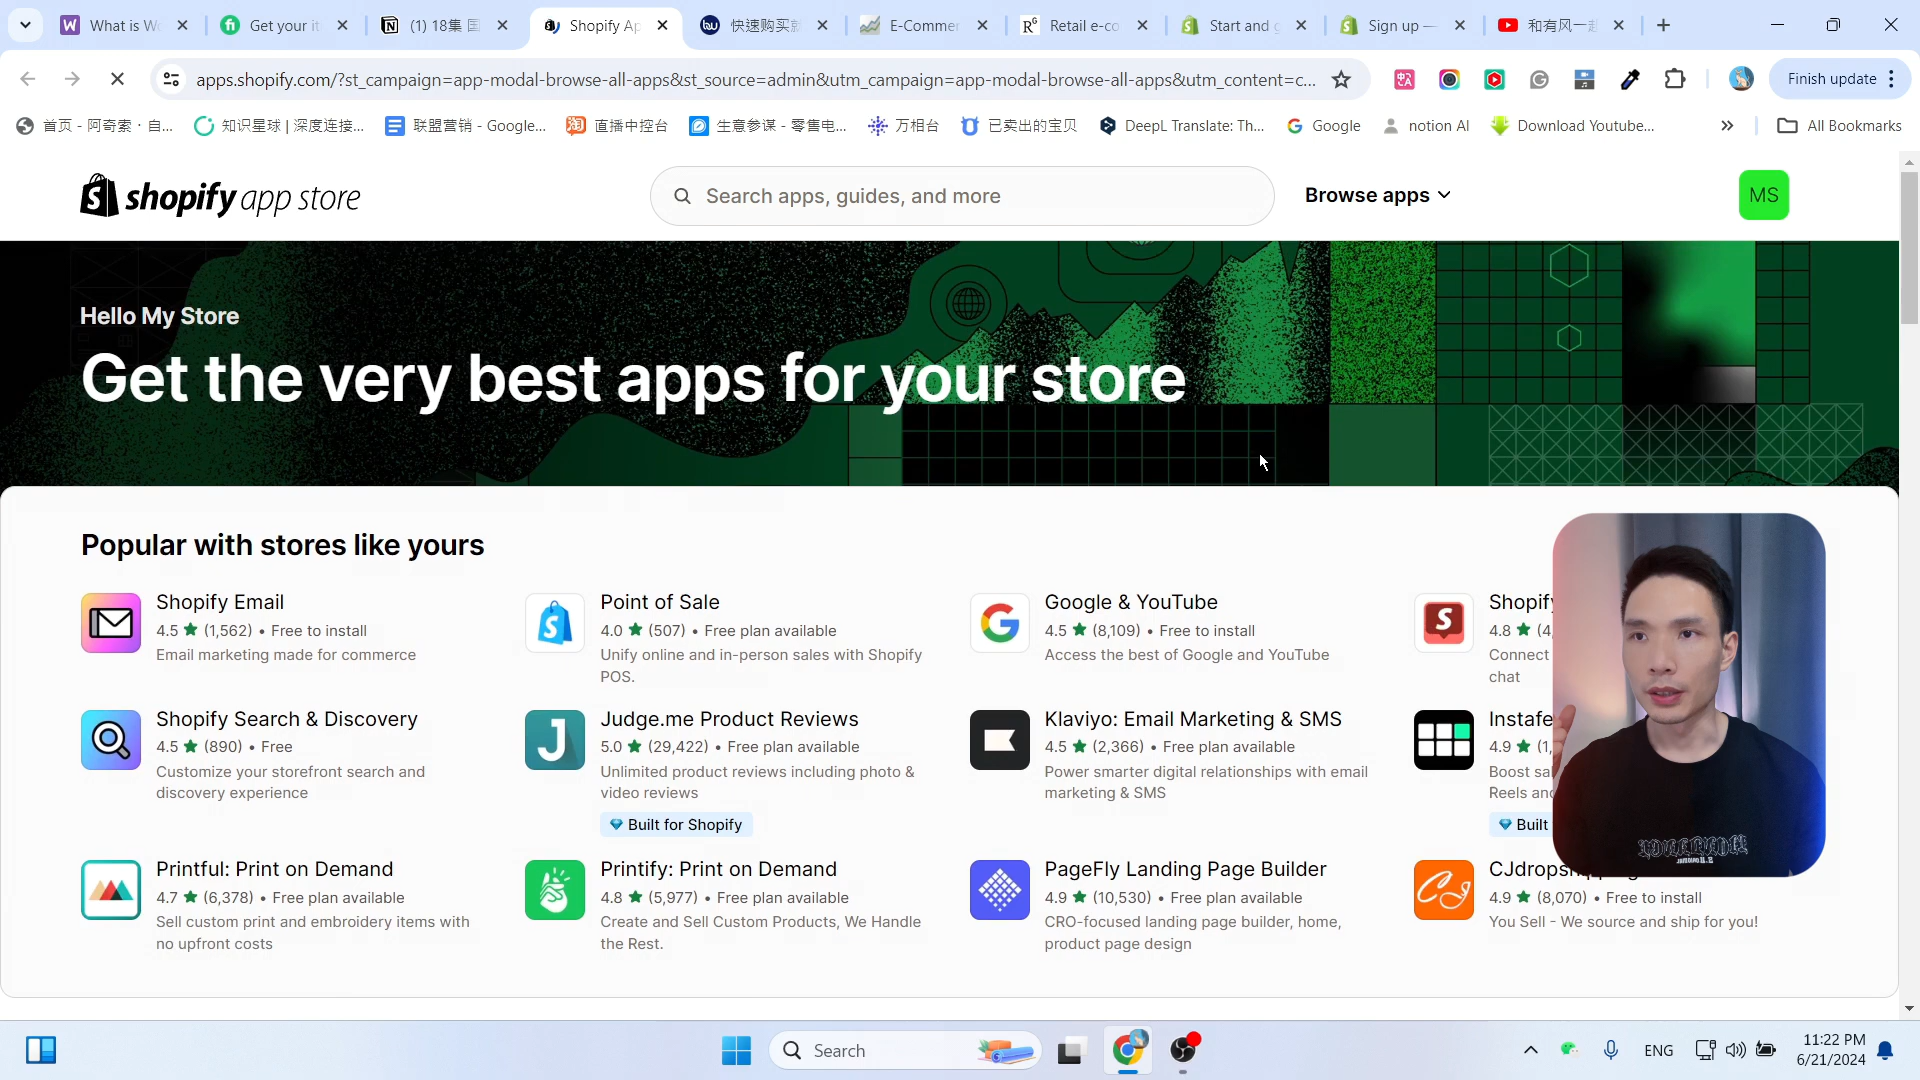 What is W
Get your i
(1) 18集 国
Shopify Ap
快速购买
E-Commer
Retail e-co
Start and g
Sign up —
和有风一起
apps.shopify.com/?st_campaign=app-modal-browse-all-apps&st_source=admin&utm_campaign=app-modal-browse-all-apps&utm_content=c...
Finish update
首页 - 阿奇索 · 自...
知识星球 | 深度连接...
联盟营销 - Google...
直播中控台
生意参谋 - 零售电...
万相台
已卖出的宝贝
DeepL Translate: Th...
Google
notion AI
Download Youtube...
All Bookmarks
shopify app store
Search apps, guides, and more
Browse apps
MS
Hello My Store
Get the very best apps for your store
Popular with stores like yours
Shopify Email
4.5 ★ (1,562) • Free to install
Email marketing made for commerce
Point of Sale
4.0 ★ (507) • Free plan available
Unify online and in-person sales with Shopify
POS.
Google & YouTube
4.5 ★ (8,109) • Free to install
Access the best of Google and YouTube
Shopify
4.8 ★ (4,
Connect
chat
Shopify Search & Discovery
4.5 ★ (890) • Free
Customize your storefront search and
discovery experience
Judge.me Product Reviews
5.0 ★ (29,422) • Free plan available
Unlimited product reviews including photo &
video reviews
Built for Shopify
Klaviyo: Email Marketing & SMS
4.5 ★ (2,366) • Free plan available
Power smarter digital relationships with email
marketing & SMS
Instafe
4.9 ★ (1,
Boost sa
Reels and
Built
Printful: Print on Demand
4.7 ★ (6,378) • Free plan available
Sell custom print and embroidery items with
no upfront costs
Printify: Print on Demand
4.8 ★ (5,977) • Free plan available
Create and Sell Custom Products, We Handle
the Rest.
PageFly Landing Page Builder
4.9 ★ (10,530) • Free plan available
CRO-focused landing page builder, home,
product page design
CJdrops
4.9 ★ (8,070) • Free to install
You Sell - We source and ship for you!
Search
ENG
11:22 PM
6/21/2024